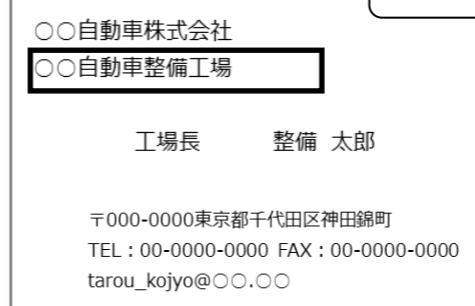 ○○自動車株式会社
○○自動車整備工場
工場長　整備 太郎
〒000-0000東京都千代田区神田錦町
TEL：00-0000-0000 FAX：00-0000-0000
tarou_kojyo@○○.○○